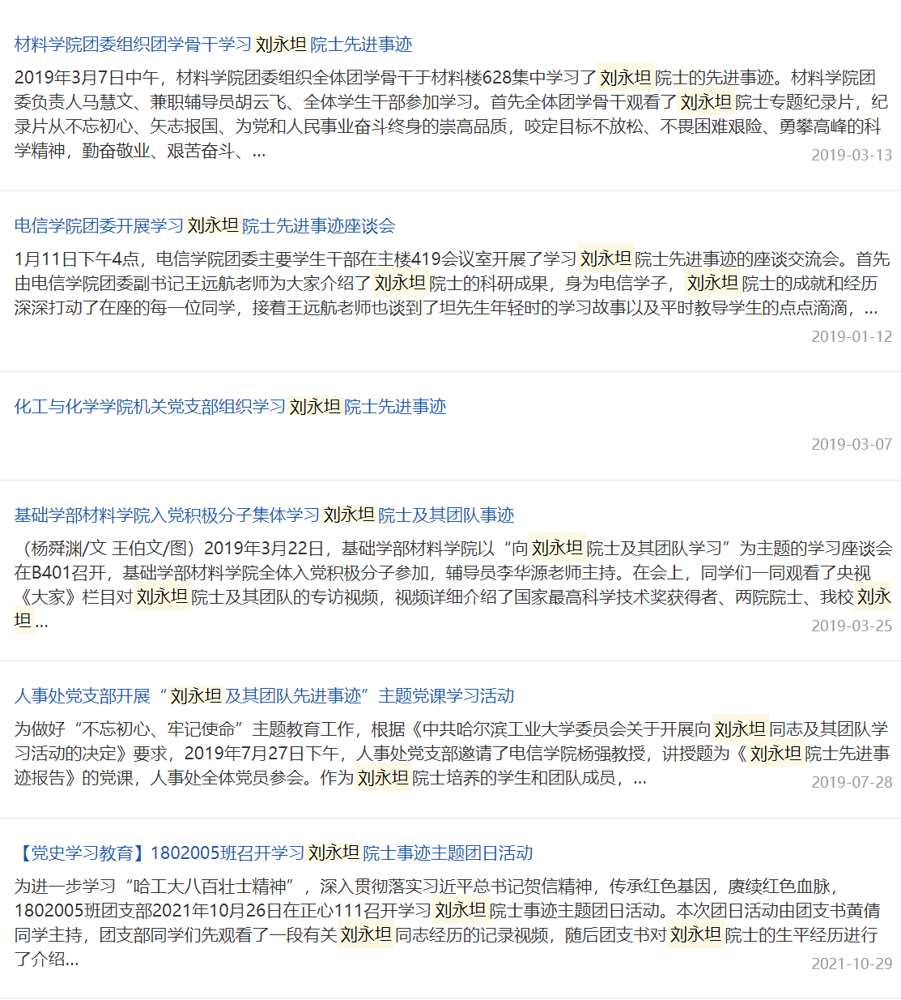 材料学院团委组织团学骨干学习刘永坦院士先进事迹
2019年3月7日中午，材料学院团委组织全体团学骨干于材料楼628集中学习了刘永坦院士的先进事迹。材料学院团
委负责人马慧文、兼职辅导员胡云飞、全体学生干部参加学习。首先全体团学骨干观看了刘永坦院士专题纪录片，纪
录片从不忘初心、矢志报国、为党和人民事业奋斗终身的崇高品质，咬定目标不放松、不畏困难艰险、勇攀高峰的科
学精神，勤奋敬业、艰苦奋斗、...
2019-03-13
电信学院团委开展学习刘永坦院士先进事迹座谈会
1月11日下午4点，电信学院团委主要学生干部在主楼419会议室开展了学习刘永坦院士先进事迹的座谈交流会。首先
由电信学院团委副书记王远航老师为大家介绍了刘永坦院士的科研成果，身为电信学子，刘永坦院士的成就和经历
深深打动了在座的每一位同学，接着王远航老师也谈到了坦先生年轻时的学习故事以及平时教导学生的点点滴滴，...
2019-01-12
化工与化学学院机关党支部组织学习刘永坦院士先进事迹
2019-03-07
基础学部材料学院入党积极分子集体学习刘永坦院士及其团队事迹
（杨舜渊/文 王伯文/图）2019年3月22日，基础学部材料学院以“向刘永坦院士及其团队学习”为主题的学习座谈会
在B401召开，基础学部材料学院全体入党积极分子参加，辅导员李华源老师主持。在会上，同学们一同观看了央视
《大家》栏目对刘永坦院士及其团队的专访视频，视频详细介绍了国家最高科学技术奖获得者、两院院士、我校刘永
坦...
2019-03-25
人事处党支部开展“刘永坦及其团队先进事迹”主题党课学习活动
为做好“不忘初心、牢记使命”主题教育工作，根据《中共哈尔滨工业大学委员会关于开展向刘永坦同志及其团队学
习活动的决定》要求，2019年7月27日下午，人事处党支部邀请了电信学院杨强教授，讲授题为《刘永坦院士先进事
迹报告》的党课，人事处全体党员参会。作为刘永坦院士培养的学生和团队成员，...
2019-07-28
【党史学习教育】1802005班召开学习刘永坦院士事迹主题团日活动
为进一步学习“哈工大八百壮士精神”，深入贯彻落实习近平总书记贺信精神，传承红色基因，赓续红色血脉，
1802005班团支部2021年10月26日在正心111召开学习刘永坦院士事迹主题团日活动。本次团日活动由团支书黄倩
同学主持，团支部同学们先观看了一段有关刘永坦同志经历的记录视频，随后团支书对刘永坦院士的生平经历进行
了介绍...
2021-10-29